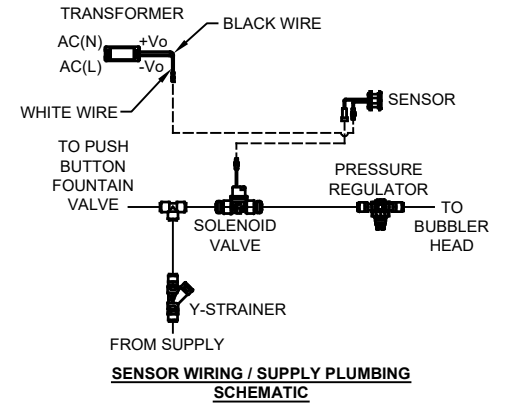 TRANSFORMER
BLACK WIRE
AC(N)
+Vo
AC(L)
-Vo
WHITE WIRE
SENSOR
TO PUSH
BUTTON
FOUNTAIN
VALVE
SOLENOID
VALVE
PRESSURE
REGULATOR
TO
BUBBLER
HEAD
Y-STRAINER
FROM SUPPLY
SENSOR WIRING / SUPPLY PLUMBING
SCHEMATIC